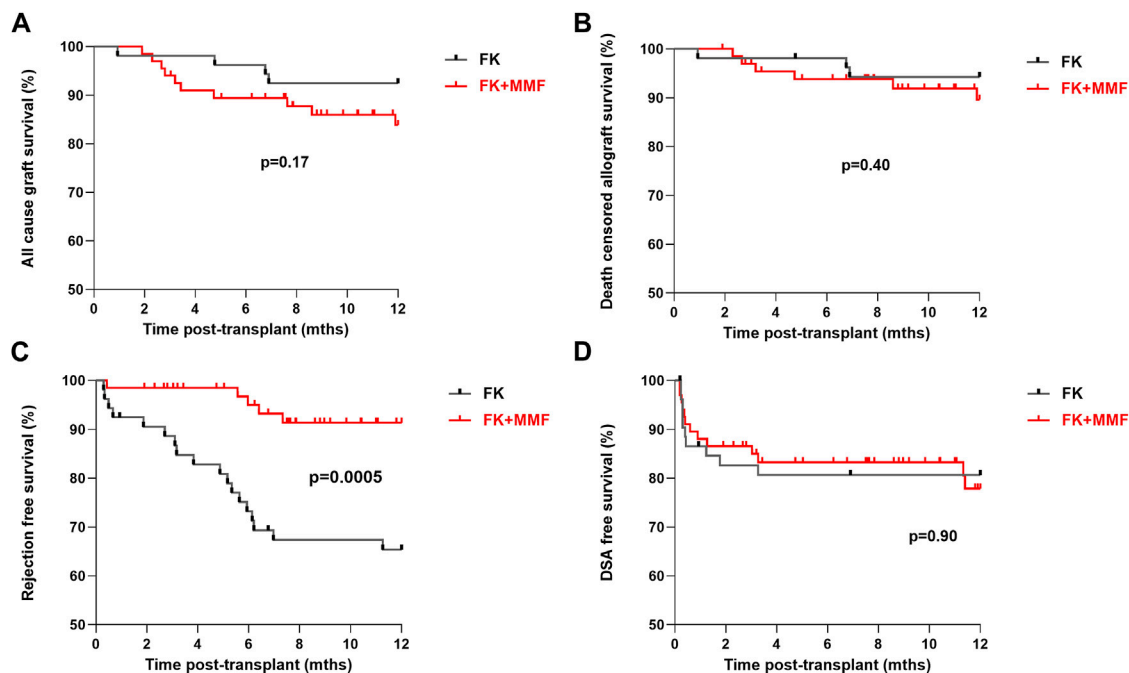 A
All cause graft survival (%)
100
90
80
70
60
50
0 2 4 6 8 10 12
Time post-transplant (mths)
p=0.17
FK
FK+MMF
B
Death censored allograft survival (%)
100
90
80
70
60
50
0 2 4 6 8 10 12
Time post-transplant (mths)
p=0.40
FK
FK+MMF
C
Rejection free survival (%)
100
90
80
70
60
50
0 2 4 6 8 10 12
Time post-transplant (mths)
p=0.0005
FK
FK+MMF
D
DSA free survival (%)
100
90
80
70
60
50
0 2 4 6 8 10 12
Time post-transplant (mths)
p=0.90
FK
FK+MMF